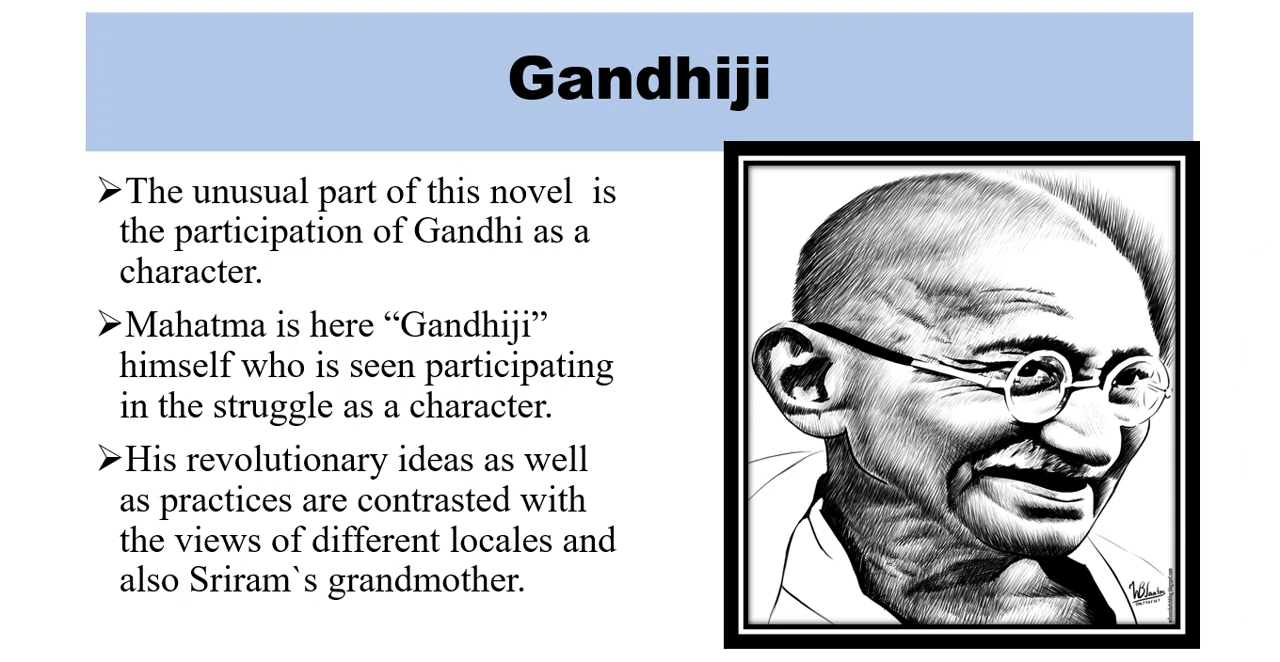 Gandhiji
➢The unusual part of this novel  is
the participation of Gandhi as a
character.
➢Mahatma is here “Gandhiji”
himself who is seen participating
in the struggle as a character.
➢His revolutionary ideas as well
as practices are contrasted with
the views of different locales and
also Sriram`s grandmother.